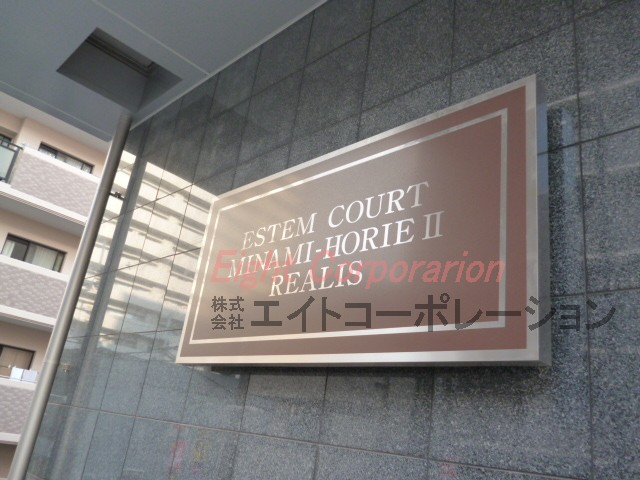 ESTEM COURT
MINAMI-HORIE II
REALIS
Eight Corporarion
株式会社 エイトコーポレーション